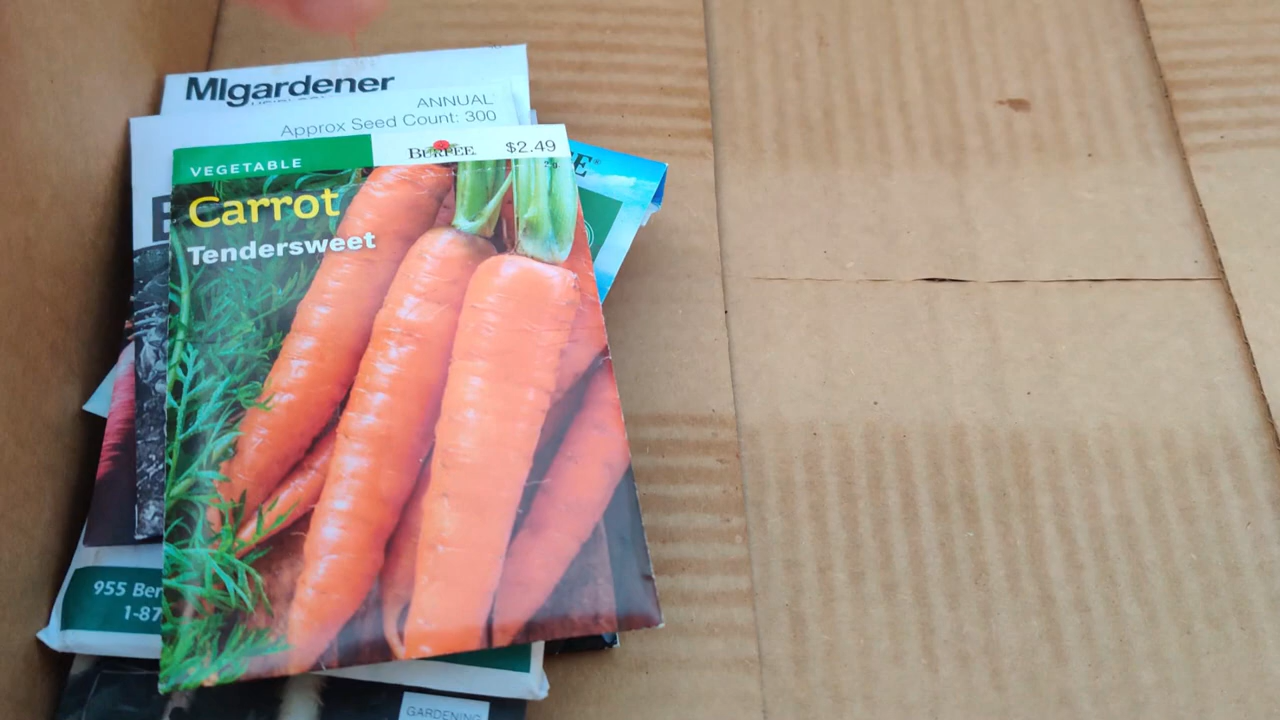 MIgardener
ANNUAL
Approx Seed Count: 300
VEGETABLE
BURPEE
$2.49
Carrot
Tendersweet
955 Ber
1-87
GARDENING